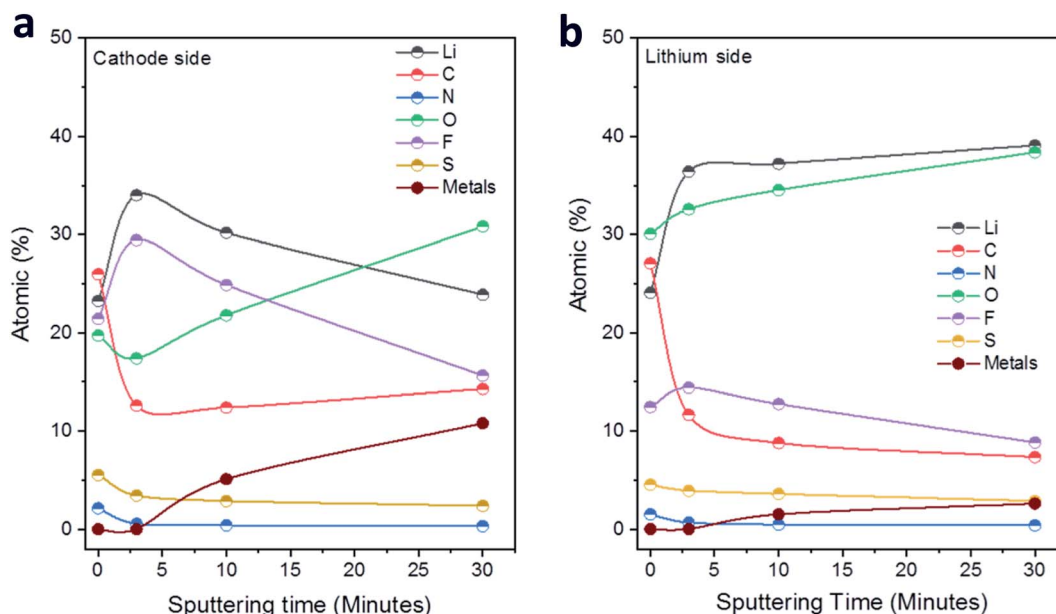 a
Cathode side
Li
C
N
O
F
S
Metals
50
40
30
20
10
0
Atomic (%)
0 5 10 15 20 25 30
Sputtering time (Minutes)
b
Lithium side
Li
C
N
O
F
S
Metals
50
40
30
20
10
0
Atomic (%)
0 5 10 15 20 25 30
Sputtering Time (Minutes)